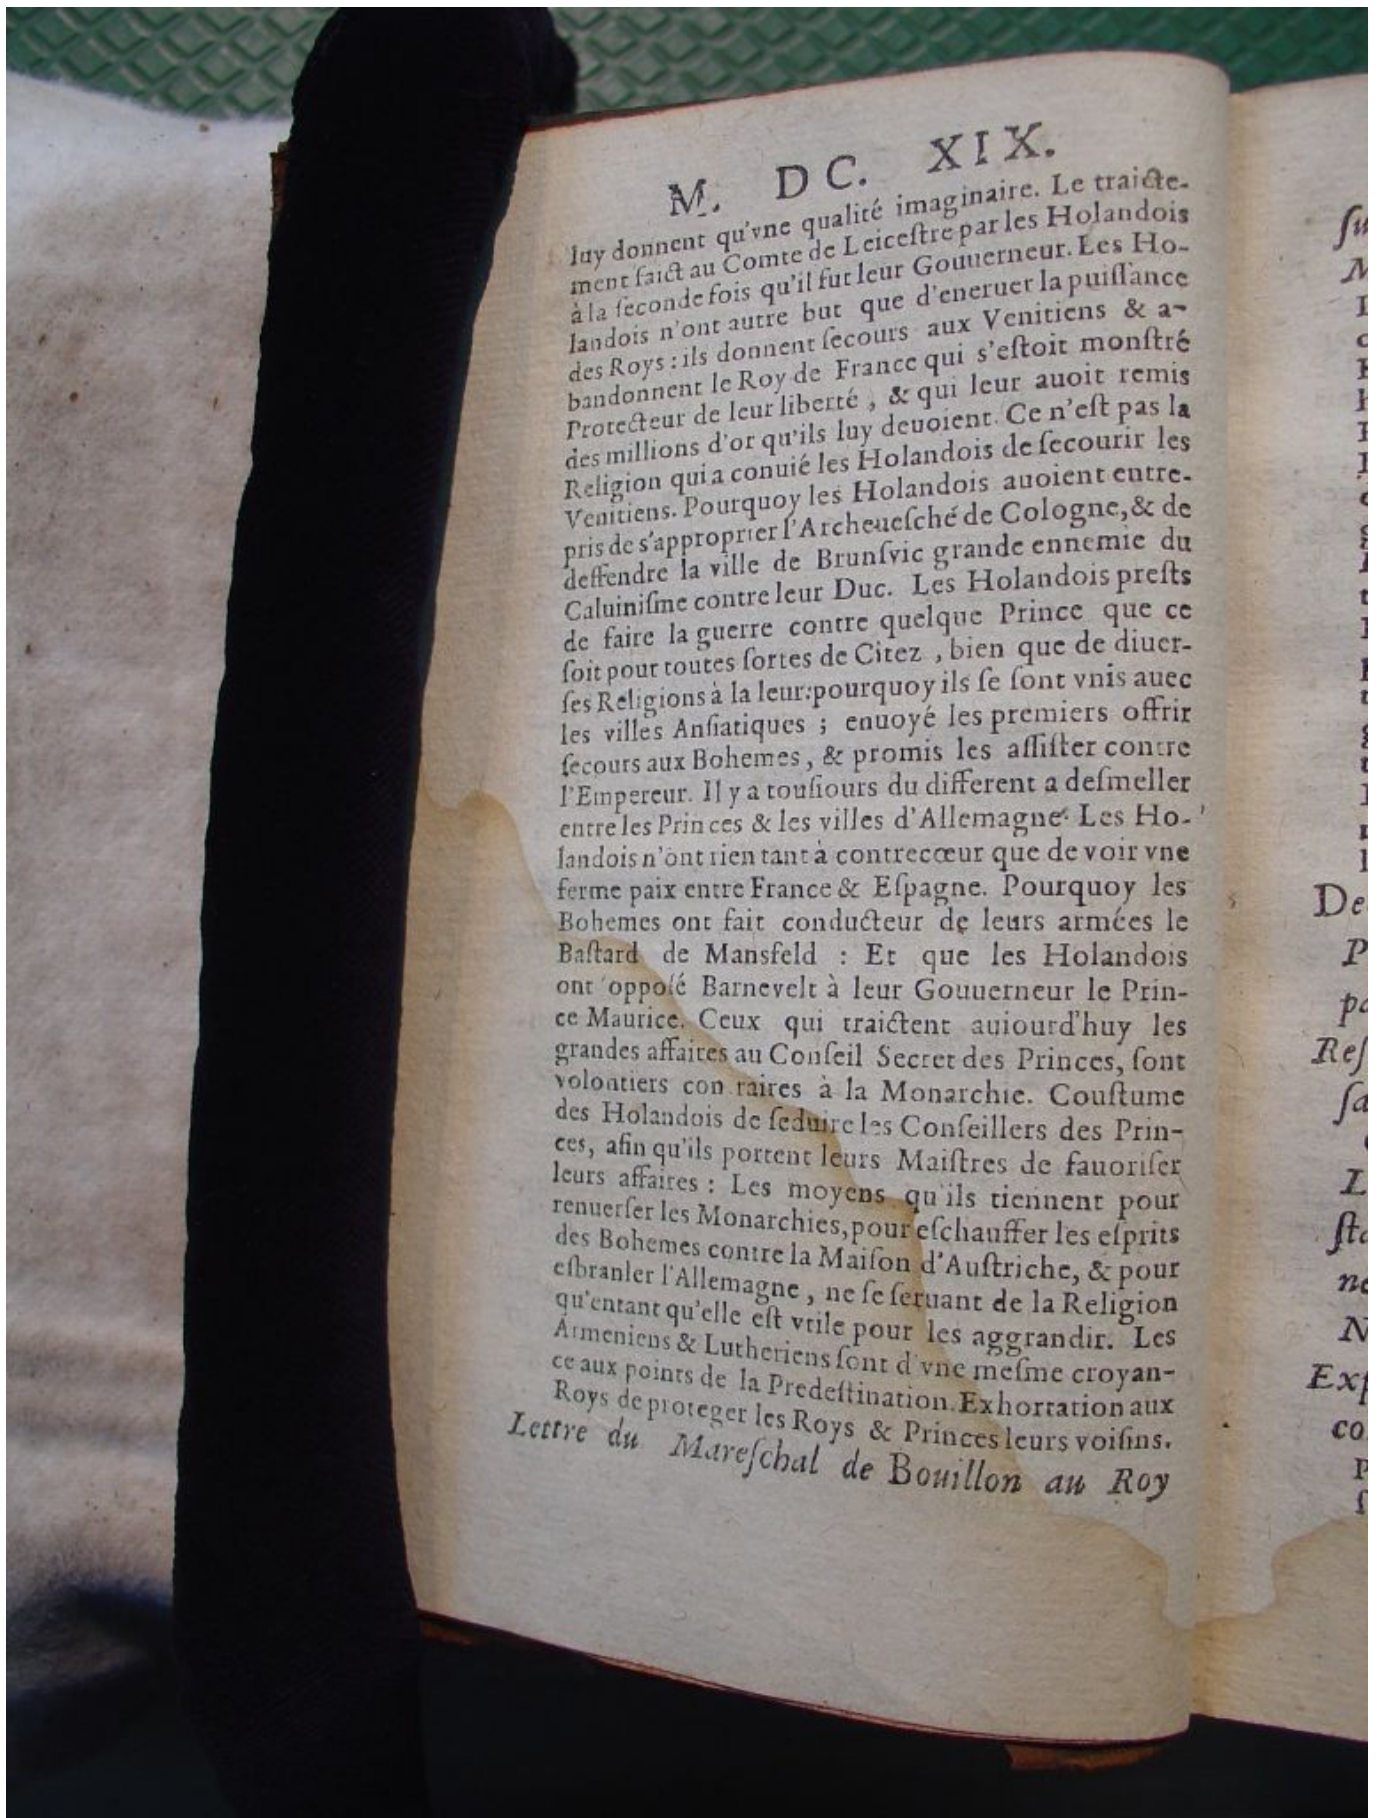 M. DC. XIX.
luy donnent qu'vne qualité imaginaire. Le traicte-
ment faict au Comte de Leiceſtre par les Holandois
à la ſeconde fois qu'il fut leur Gouuerneur. Les Ho-
landois n'ont autre but que d'eneruer la puiſſance
des Roys : ils donnent ſecours aux Venitiens & a-
bandonnent le Roy de France qui s'eſtoit monſtré
Protecteur de leur liberté, & qui leur auoit remis
des millions d'or qu'ils luy deuoient. Ce n'eſt pas la
Religion qui a conuié les Holandois de ſecourir les
Venitiens. Pourquoy les Holandois auoient entre-
pris de s'approprier l'Archeueſché de Cologne, & de
deffendre la ville de Brunſvic grande ennemie du
Caluiniſme contre leur Duc. Les Holandois preſts
de faire la guerre contre quelque Prince que ce
ſoit pour toutes ſortes de Citez, bien que de diuer-
ſes Religions à la leur: pourquoy ils ſe ſont vnis auec
les villes Anſiatiques ; enuoyé les premiers offrir
ſecours aux Bohemes, & promis les aſſiſter contre
l'Empereur. Il y a touſiours du different a deſmeller
entre les Princes & les villes d'Allemagne. Les Ho-
landois n'ont rien tant à contrecœur que de voir vne
ferme paix entre France & Eſpagne. Pourquoy les
Bohemes ont fait conducteur de leurs armées le
Baſtard de Mansfeld : Et que les Holandois
ont oppoſé Barnevelt à leur Gouuerneur le Prin-
ce Maurice. Ceux qui traictent auiourd'huy les
grandes affaires au Conſeil Secret des Princes, ſont
volontiers con raires à la Monarchie. Couſtume
des Holandois de ſeduire les Conſeillers des Prin-
ces, afin qu'ils portent leurs Maiſtres de fauoriſer
leurs affaires : Les moyens qu'ils tiennent pour
renuerſer les Monarchies, pour eſchauffer les eſprits
des Bohemes contre la Maiſon d'Auſtriche, & pour
eſbranler l'Allemagne, ne ſe ſeruant de la Religion
qu'entant qu'elle eſt vtile pour les aggrandir. Les
Armeniens & Lutheriens ſont d'vne meſme croyan-
ce aux points de la Predeſtination. Exhortation aux
Roys de proteger les Roys & Princes leurs voiſins.
Lettre du Mareſchal de Bouillon au Roy